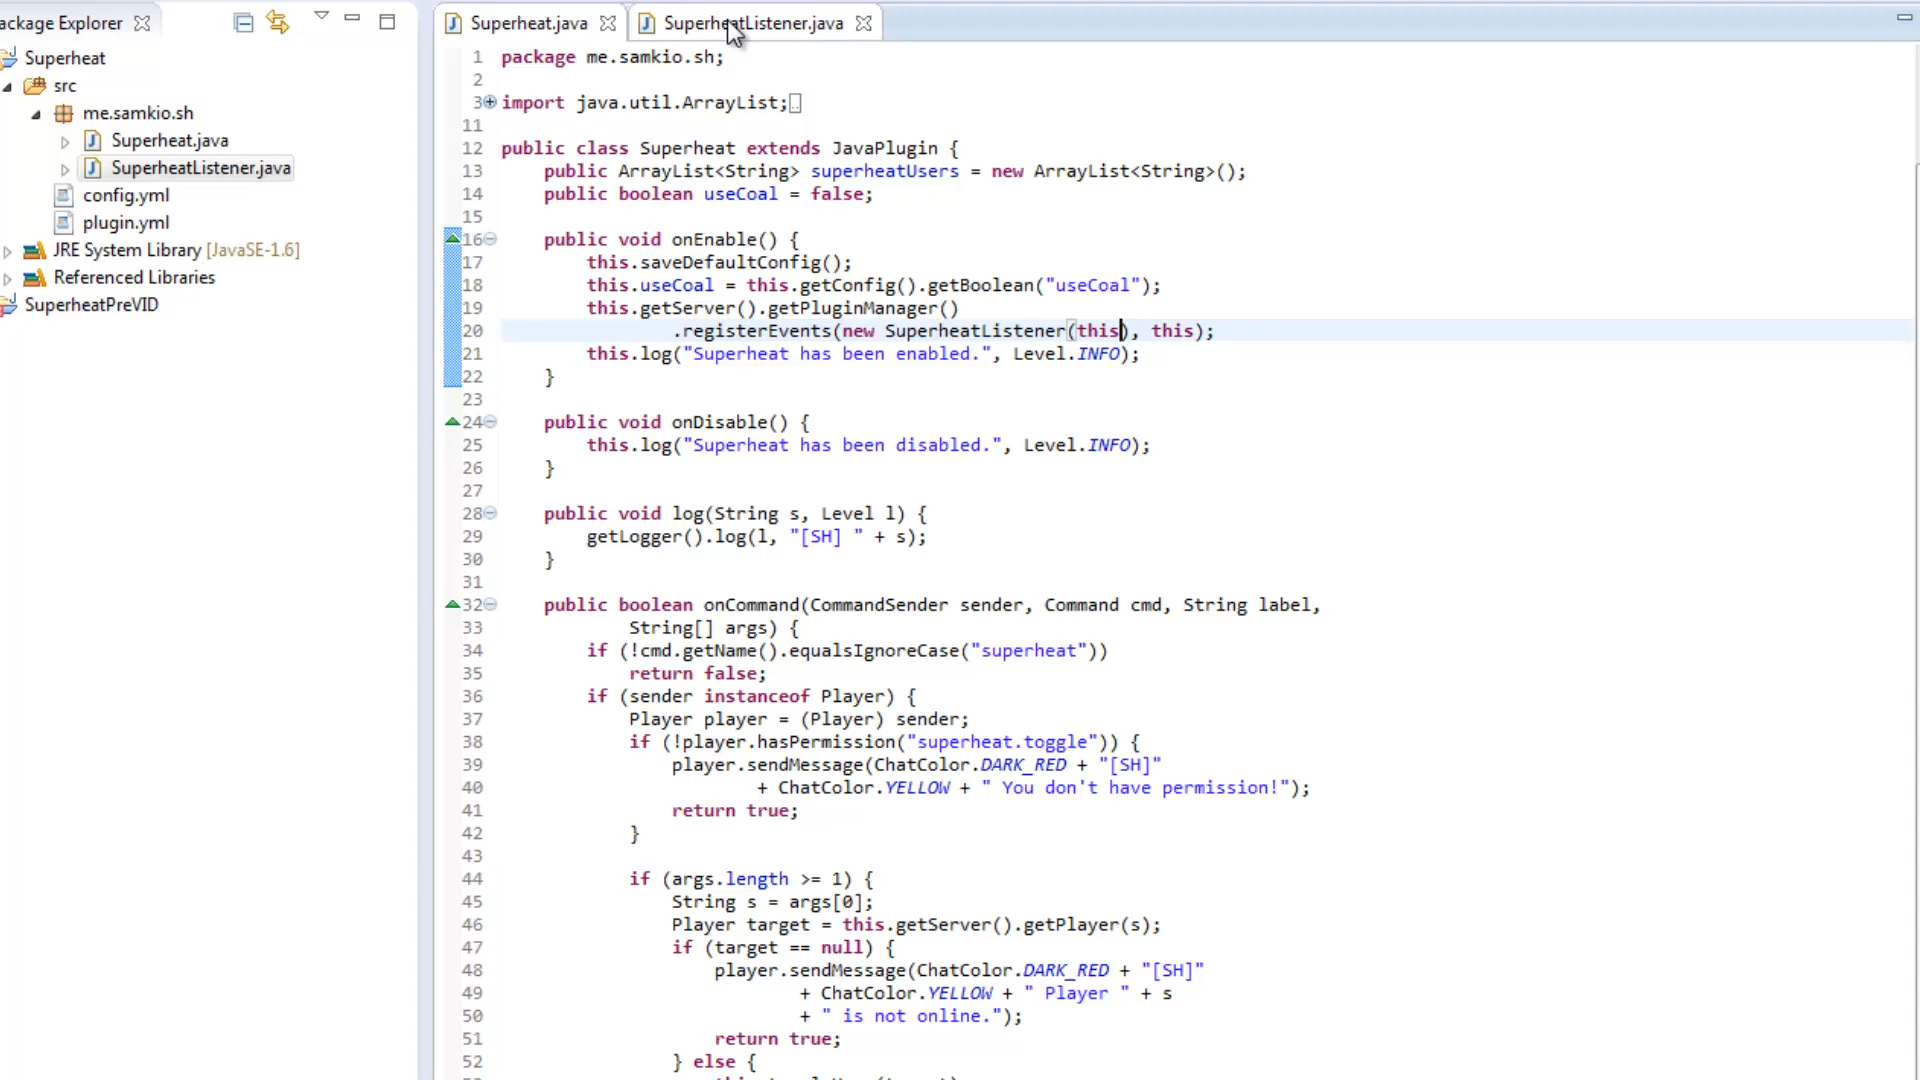 ackage Explorer
Superheat
src
me.samkio.sh
Superheat.java
SuperheatListener.java
config.yml
plugin.yml
JRE System Library [JavaSE-1.6]
Referenced Libraries
SuperheatPreVID
Superheat.java
SuperheatListener.java
1 package me.samkio.sh;
2
3 import java.util.ArrayList;
11
12 public class Superheat extends JavaPlugin {
13 public ArrayList<String> superheatUsers = new ArrayList<String>();
14 public boolean useCoal = false;
15
16 public void onEnable() {
17 this.saveDefaultConfig();
18 this.useCoal = this.getConfig().getBoolean("useCoal");
19 this.getServer().getPluginManager()
20 .registerEvents(new SuperheatListener(this), this);
21 this.log("Superheat has been enabled.", Level.INFO);
22 }
23
24 public void onDisable() {
25 this.log("Superheat has been disabled.", Level.INFO);
26 }
27
28 public void log(String s, Level l) {
29 getLogger().log(l, "[SH] " + s);
30 }
31
32 public boolean onCommand(CommandSender sender, Command cmd, String label,
33 String[] args) {
34 if (!cmd.getName().equalsIgnoreCase("superheat"))
35 return false;
36 if (sender instanceof Player) {
37 Player player = (Player) sender;
38 if (!player.hasPermission("superheat.toggle")) {
39 player.sendMessage(ChatColor.DARK_RED + "[SH]"
40 + ChatColor.YELLOW + " You don't have permission!");
41 return true;
42 }
43
44 if (args.length >= 1) {
45 String s = args[0];
46 Player target = this.getServer().getPlayer(s);
47 if (target == null) {
48 player.sendMessage(ChatColor.DARK_RED + "[SH]"
49 + ChatColor.YELLOW + " Player " + s
50 + " is not online.");
51 return true;
52 } else {